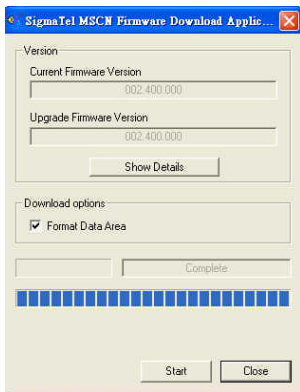 SigmaTel MSCN Firmware Download Applic...
Version
Current Firmware Version
002.400.000
Upgrade Firmware Version
002.400.000
Show Details
Download options
Format Data Area
Complete
Start
Close